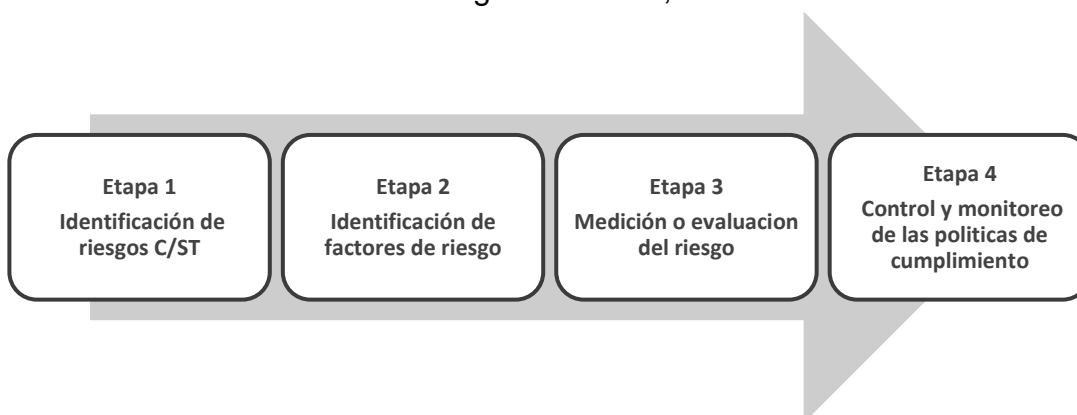 Etapa 1
Identificación de
riesgos C/ST
Etapa 2
Identificación de
factores de riesgo
Etapa 3
Medición o evaluacion
del riesgo
Etapa 4
Control y monitoreo
de las politicas de
cumplimiento